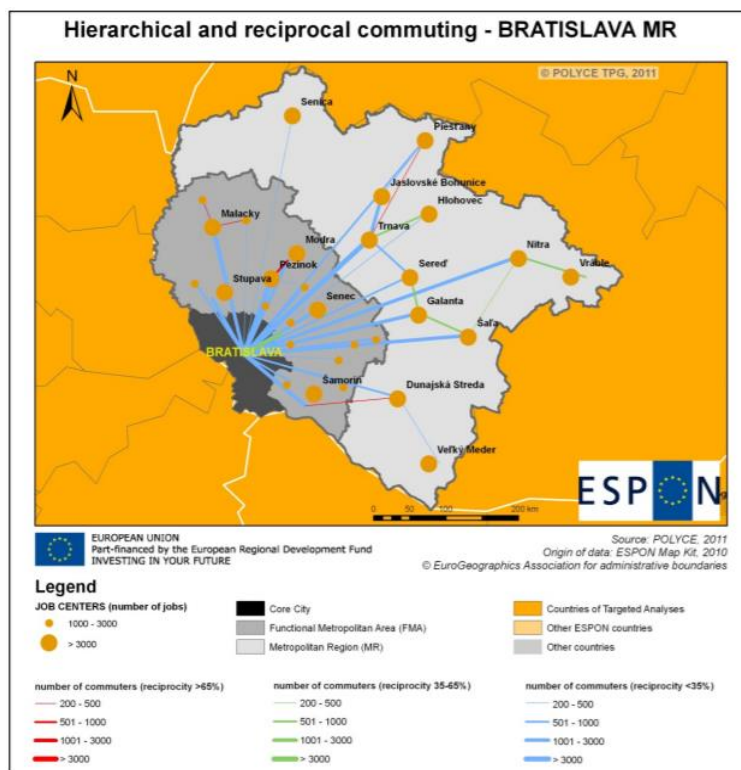 Hierarchical and reciprocal commuting - BRATISLAVA MR
N
© POLYCE TPG, 2011
Senica
Piešťany
Jaslovské Bohunice
Hlohovec
Malacky
Trnava
Modra
Nitra
Pezinok
Sereď
Vráble
Stupava
Senec
Galanta
Šaľa
BRATISLAVA
Šamorín
Dunajská Streda
Veľký Meder
ESPON
0 50 100 200 km
EUROPEAN UNION
Part-financed by the European Regional Development Fund
INVESTING IN YOUR FUTURE
Source: POLYCE, 2011
Origin of data: ESPON Map Kit, 2010
© EuroGeographics Association for administrative boundaries
Legend
JOB CENTERS (number of jobs)
1000 - 3000
> 3000
Core City
Functional Metropolitan Area (FMA)
Metropolitan Region (MR)
Countries of Targeted Analyses
Other ESPON countries
Other countries
number of commuters (reciprocity >65%)
200 - 500
501 - 1000
1001 - 3000
> 3000
number of commuters (reciprocity 35-65%)
200 - 500
501 - 1000
1001 - 3000
> 3000
number of commuters (reciprocity <35%)
200 - 500
501 - 1000
1001 - 3000
> 3000